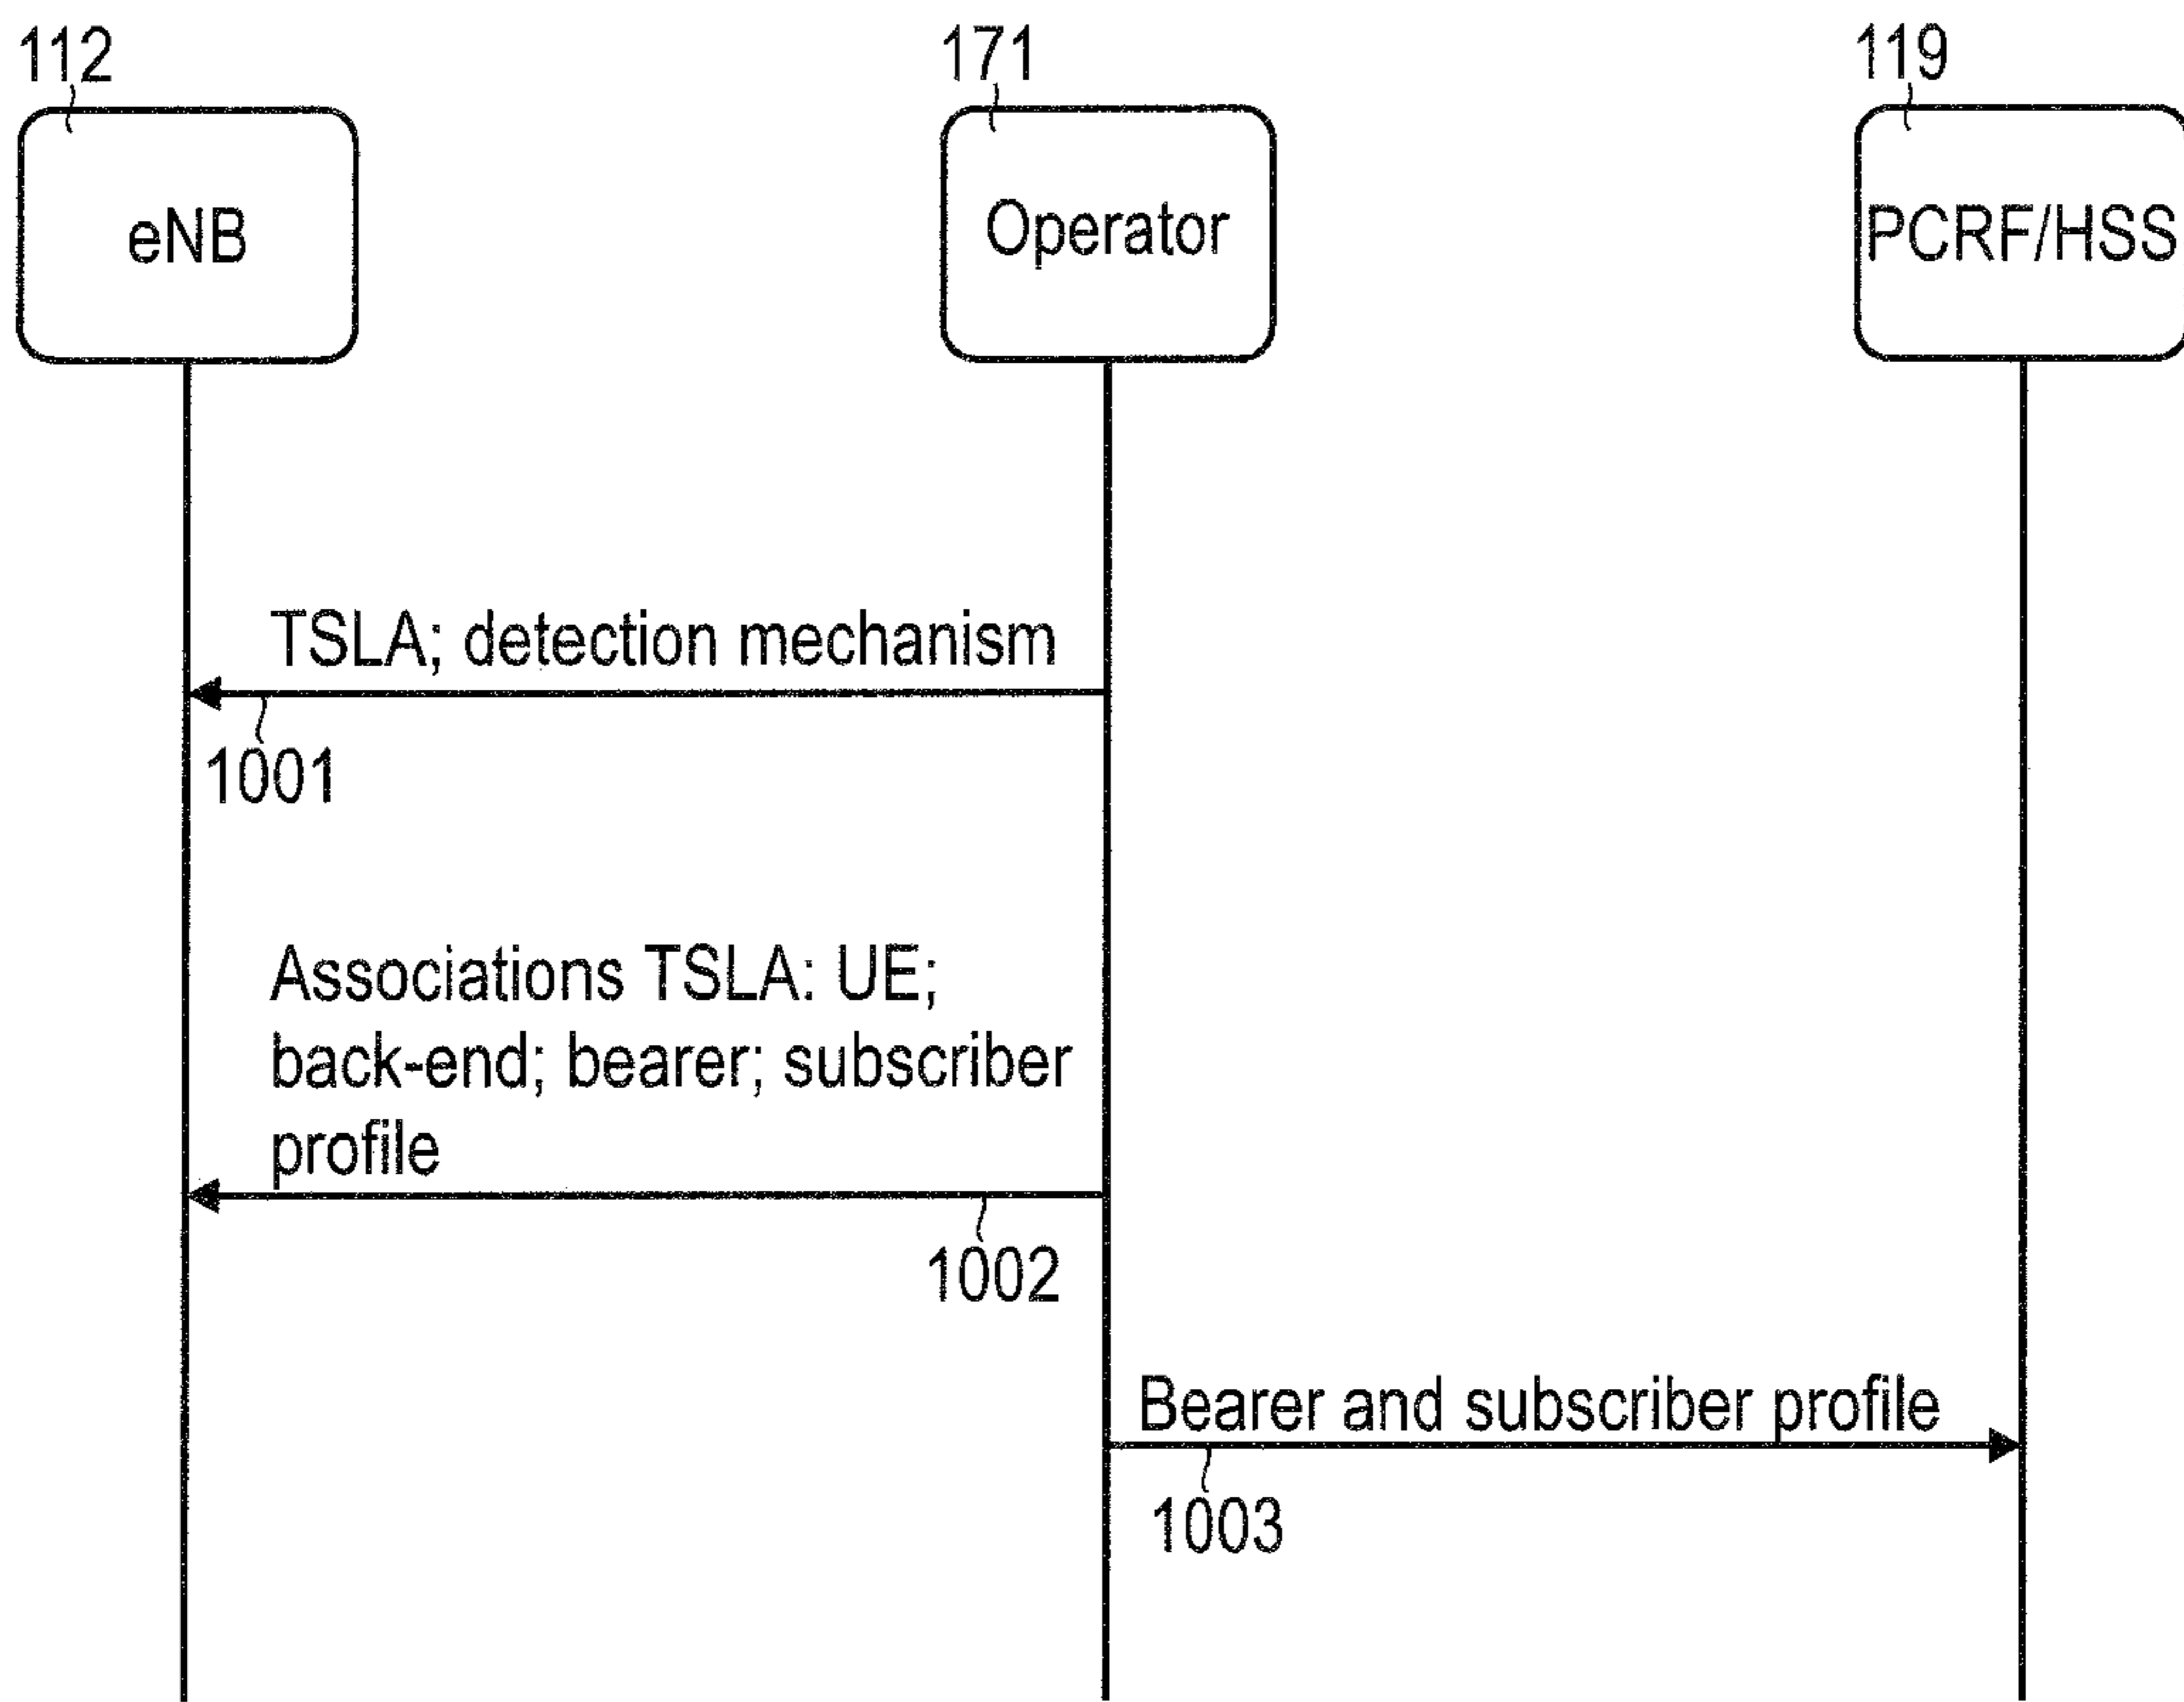 112
171
119
eNB
Operator
PCRF/HSS
TSLA; detection mechanism
1001
Associations TSLA: UE;
back-end; bearer; subscriber
profile
1002
Bearer and subscriber profile
1003